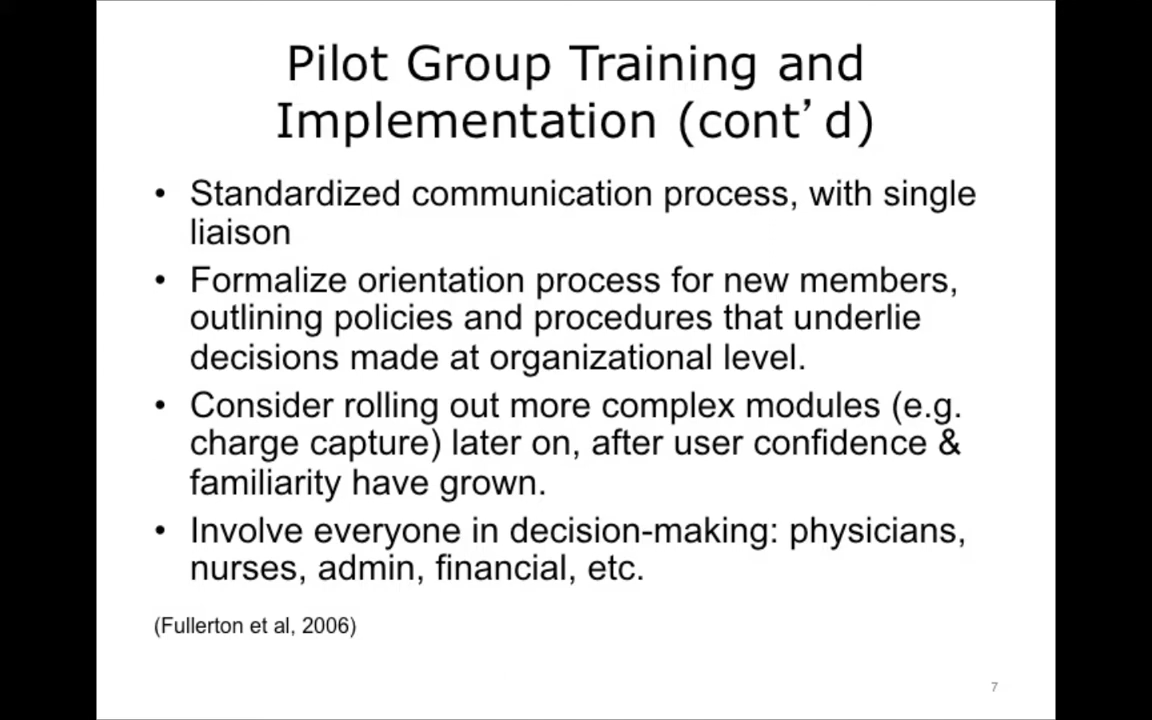 Pilot Group Training and
Implementation (cont’d)
• Standardized communication process, with single
liaison
• Formalize orientation process for new members,
outlining policies and procedures that underlie
decisions made at organizational level.
• Consider rolling out more complex modules (e.g.
charge capture) later on, after user confidence &
familiarity have grown.
• Involve everyone in decision-making: physicians,
nurses, admin, financial, etc.
(Fullerton et al, 2006)
7